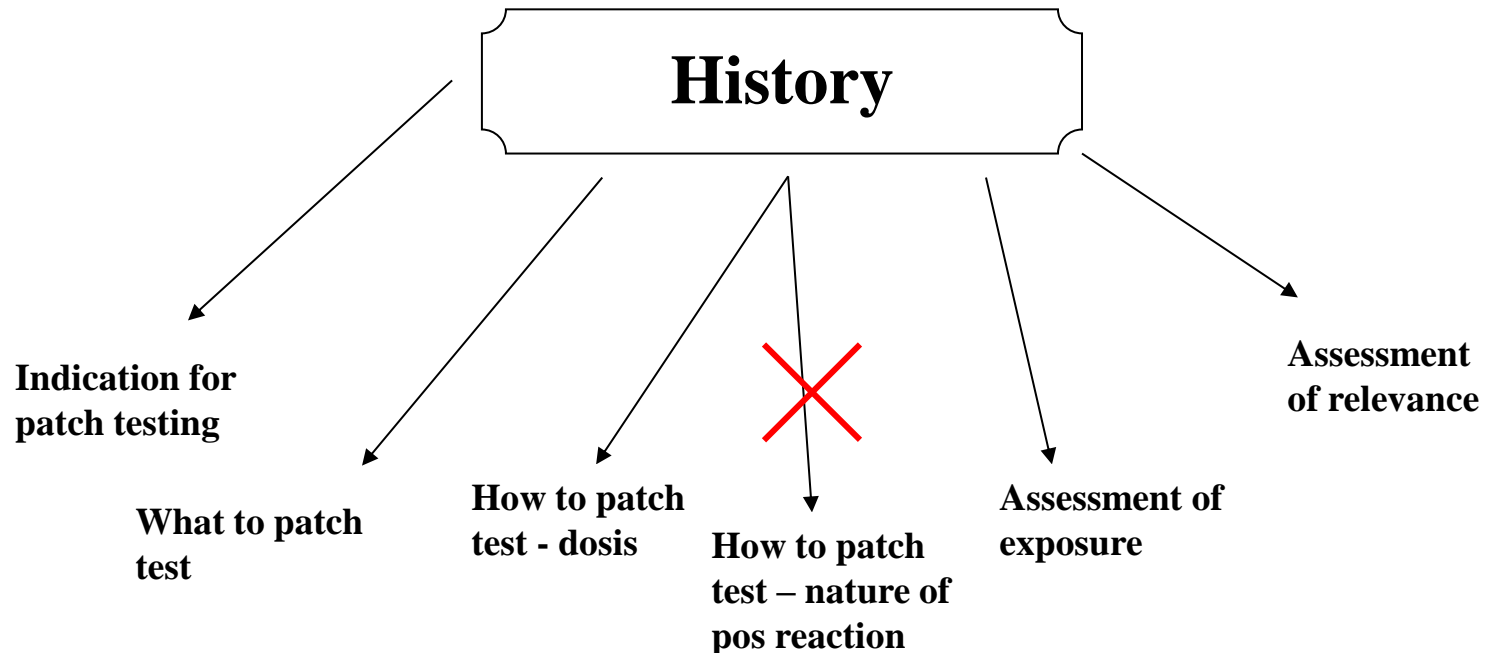 History
Indication for
patch testing
What to patch
test
How to patch
test - dosis
How to patch
test – nature of
pos reaction
Assessment of
exposure
Assessment
of relevance